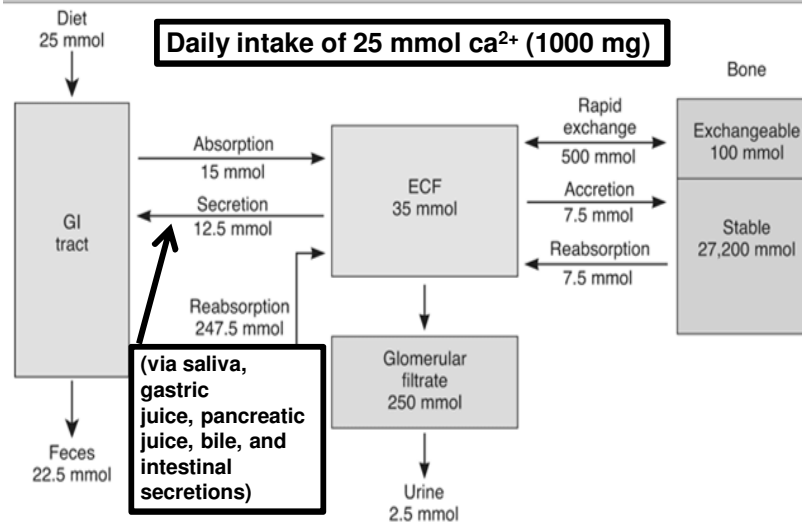 Diet
25 mmol
Daily intake of 25 mmol ca²⁺ (1000 mg)
Bone
GI
tract
Absorption
15 mmol
Secretion
12.5 mmol
Reabsorption
247.5 mmol
(via saliva,
gastric
juice, pancreatic
juice, bile, and
intestinal
secretions)
Feces
22.5 mmol
ECF
35 mmol
Glomerular
filtrate
250 mmol
Urine
2.5 mmol
Rapid
exchange
500 mmol
Accretion
7.5 mmol
Reabsorption
7.5 mmol
Exchangeable
100 mmol
Stable
27,200 mmol